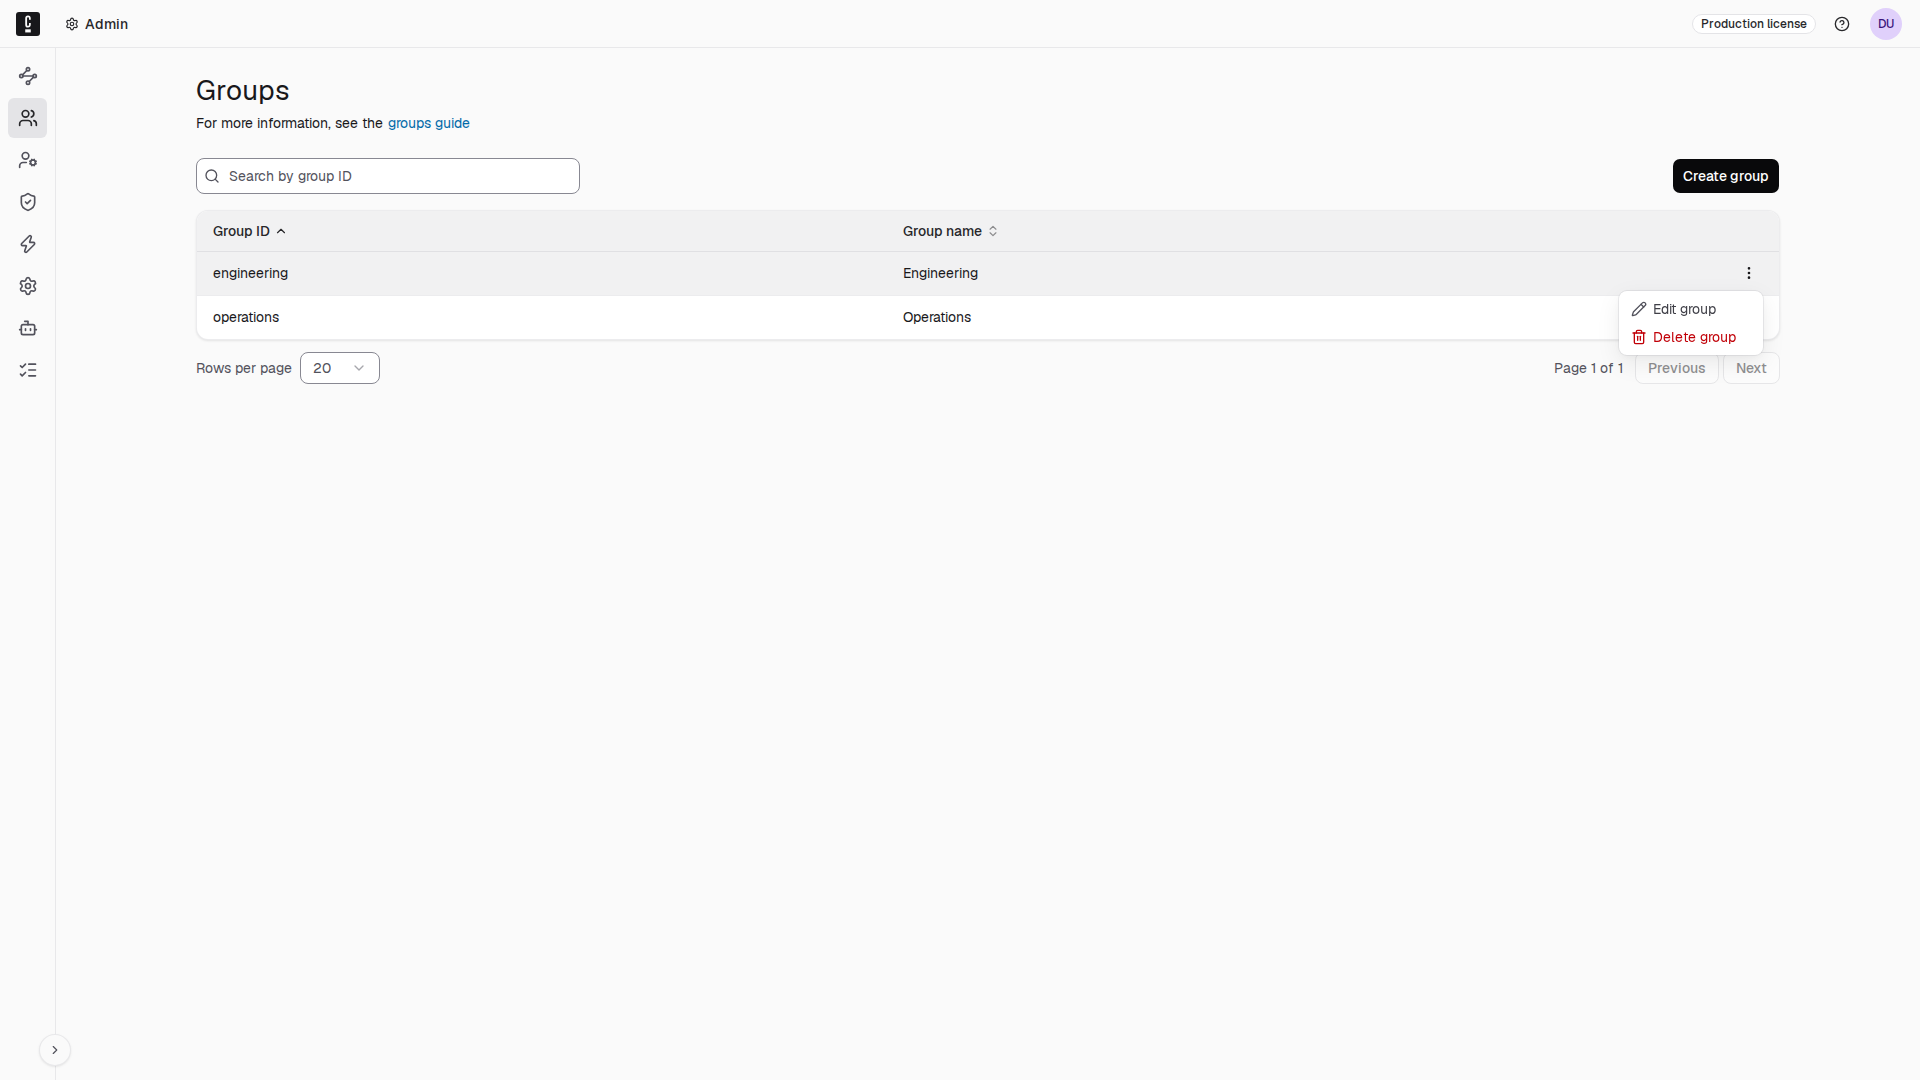 Admin
Production license
DU
Groups
For more information, see the groups guide
Search by group ID
Create group
Group ID
Group name
engineering
Engineering
operations
Operations
Edit group
Delete group
Rows per page
20
Page 1 of 1
Previous
Next